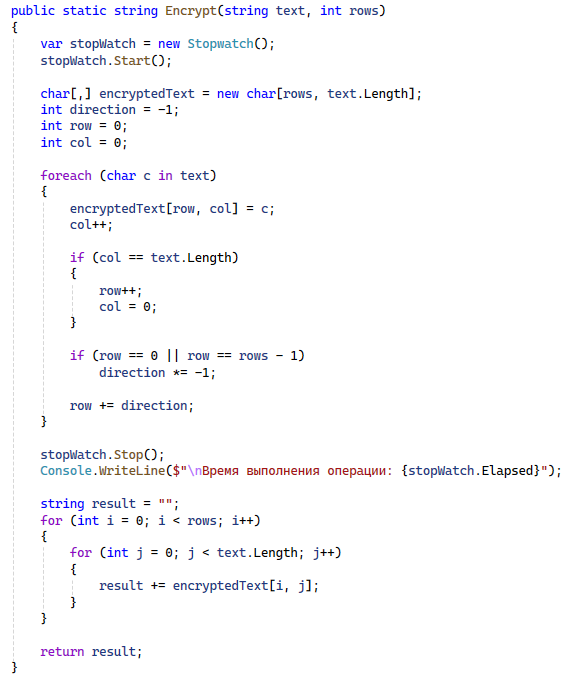 public static string Encrypt(string text, int rows)
{
    var stopWatch = new Stopwatch();
    stopWatch.Start();

    char[,] encryptedText = new char[rows, text.Length];
    int direction = -1;
    int row = 0;
    int col = 0;

    foreach (char c in text)
    {
        encryptedText[row, col] = c;
        col++;

        if (col == text.Length)
        {
            row++;
            col = 0;
        }

        if (row == 0 || row == rows - 1)
            direction *= -1;

        row += direction;
    }

    stopWatch.Stop();
    Console.WriteLine($"\nВремя выполнения операции: {stopWatch.Elapsed}");

    string result = "";
    for (int i = 0; i < rows; i++)
    {
        for (int j = 0; j < text.Length; j++)
        {
            result += encryptedText[i, j];
        }
    }

    return result;
}